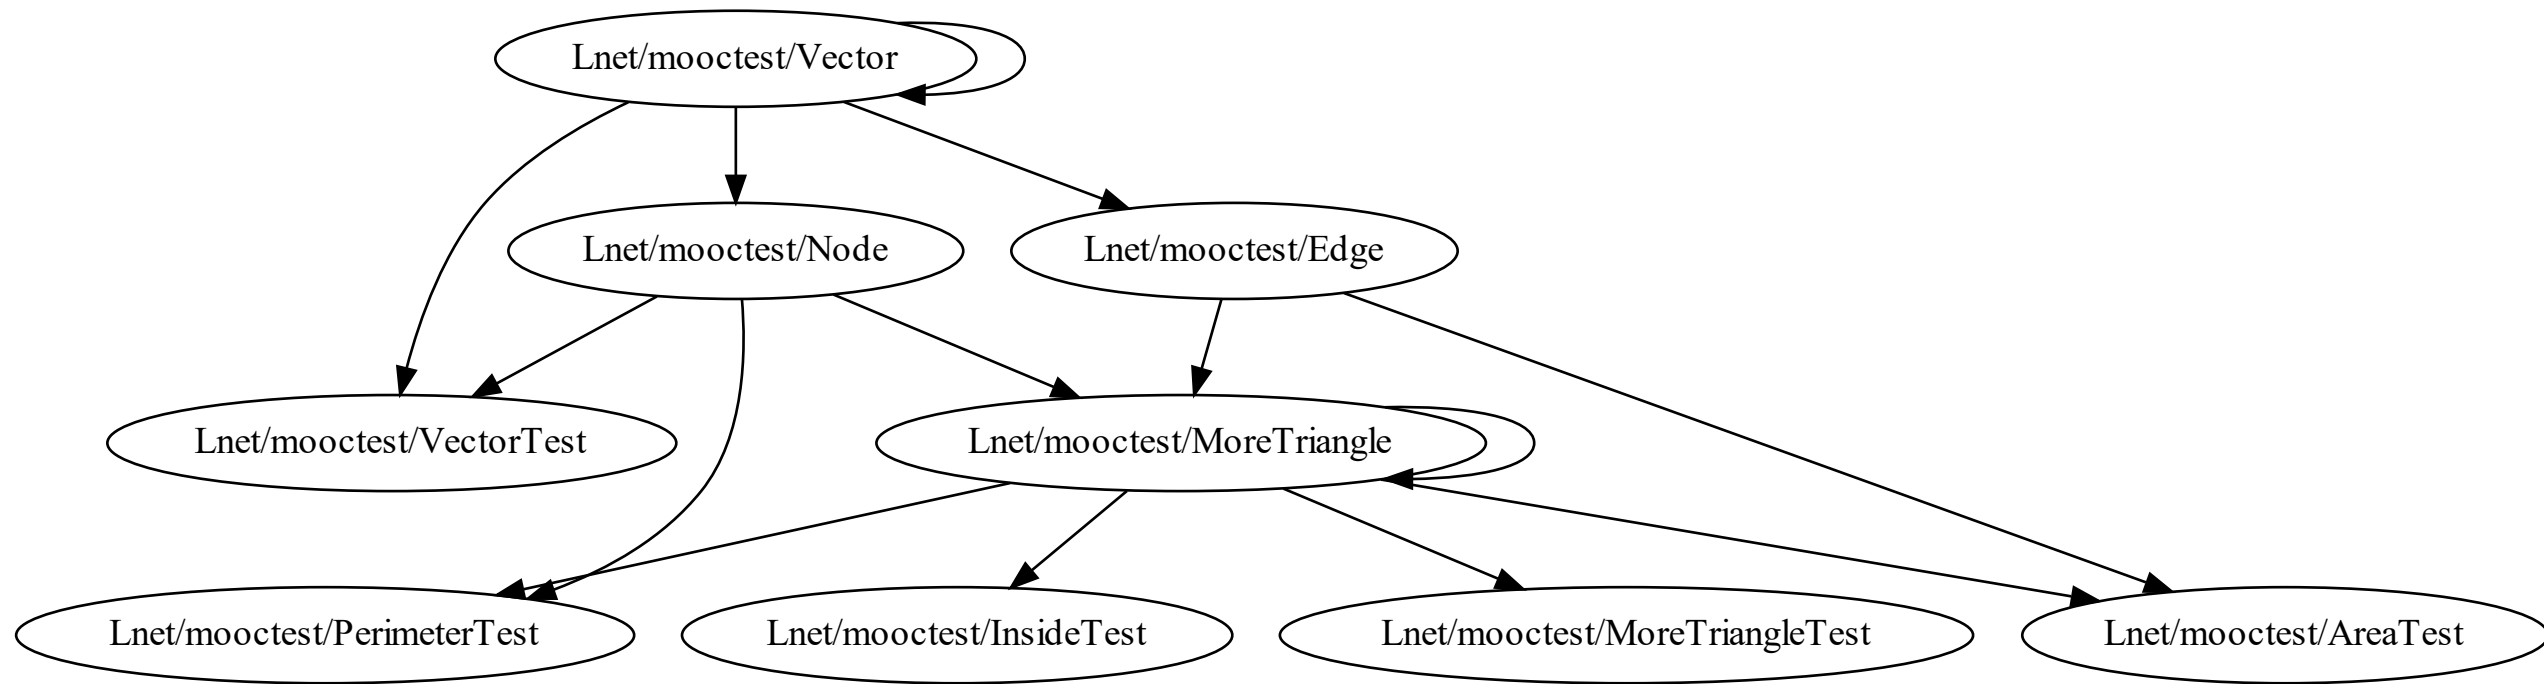 Lnet/mooctest/Vector
Lnet/mooctest/Node
Lnet/mooctest/Edge
Lnet/mooctest/VectorTest
Lnet/mooctest/MoreTriangle
Lnet/mooctest/PerimeterTest
Lnet/mooctest/InsideTest
Lnet/mooctest/MoreTriangleTest
Lnet/mooctest/AreaTest